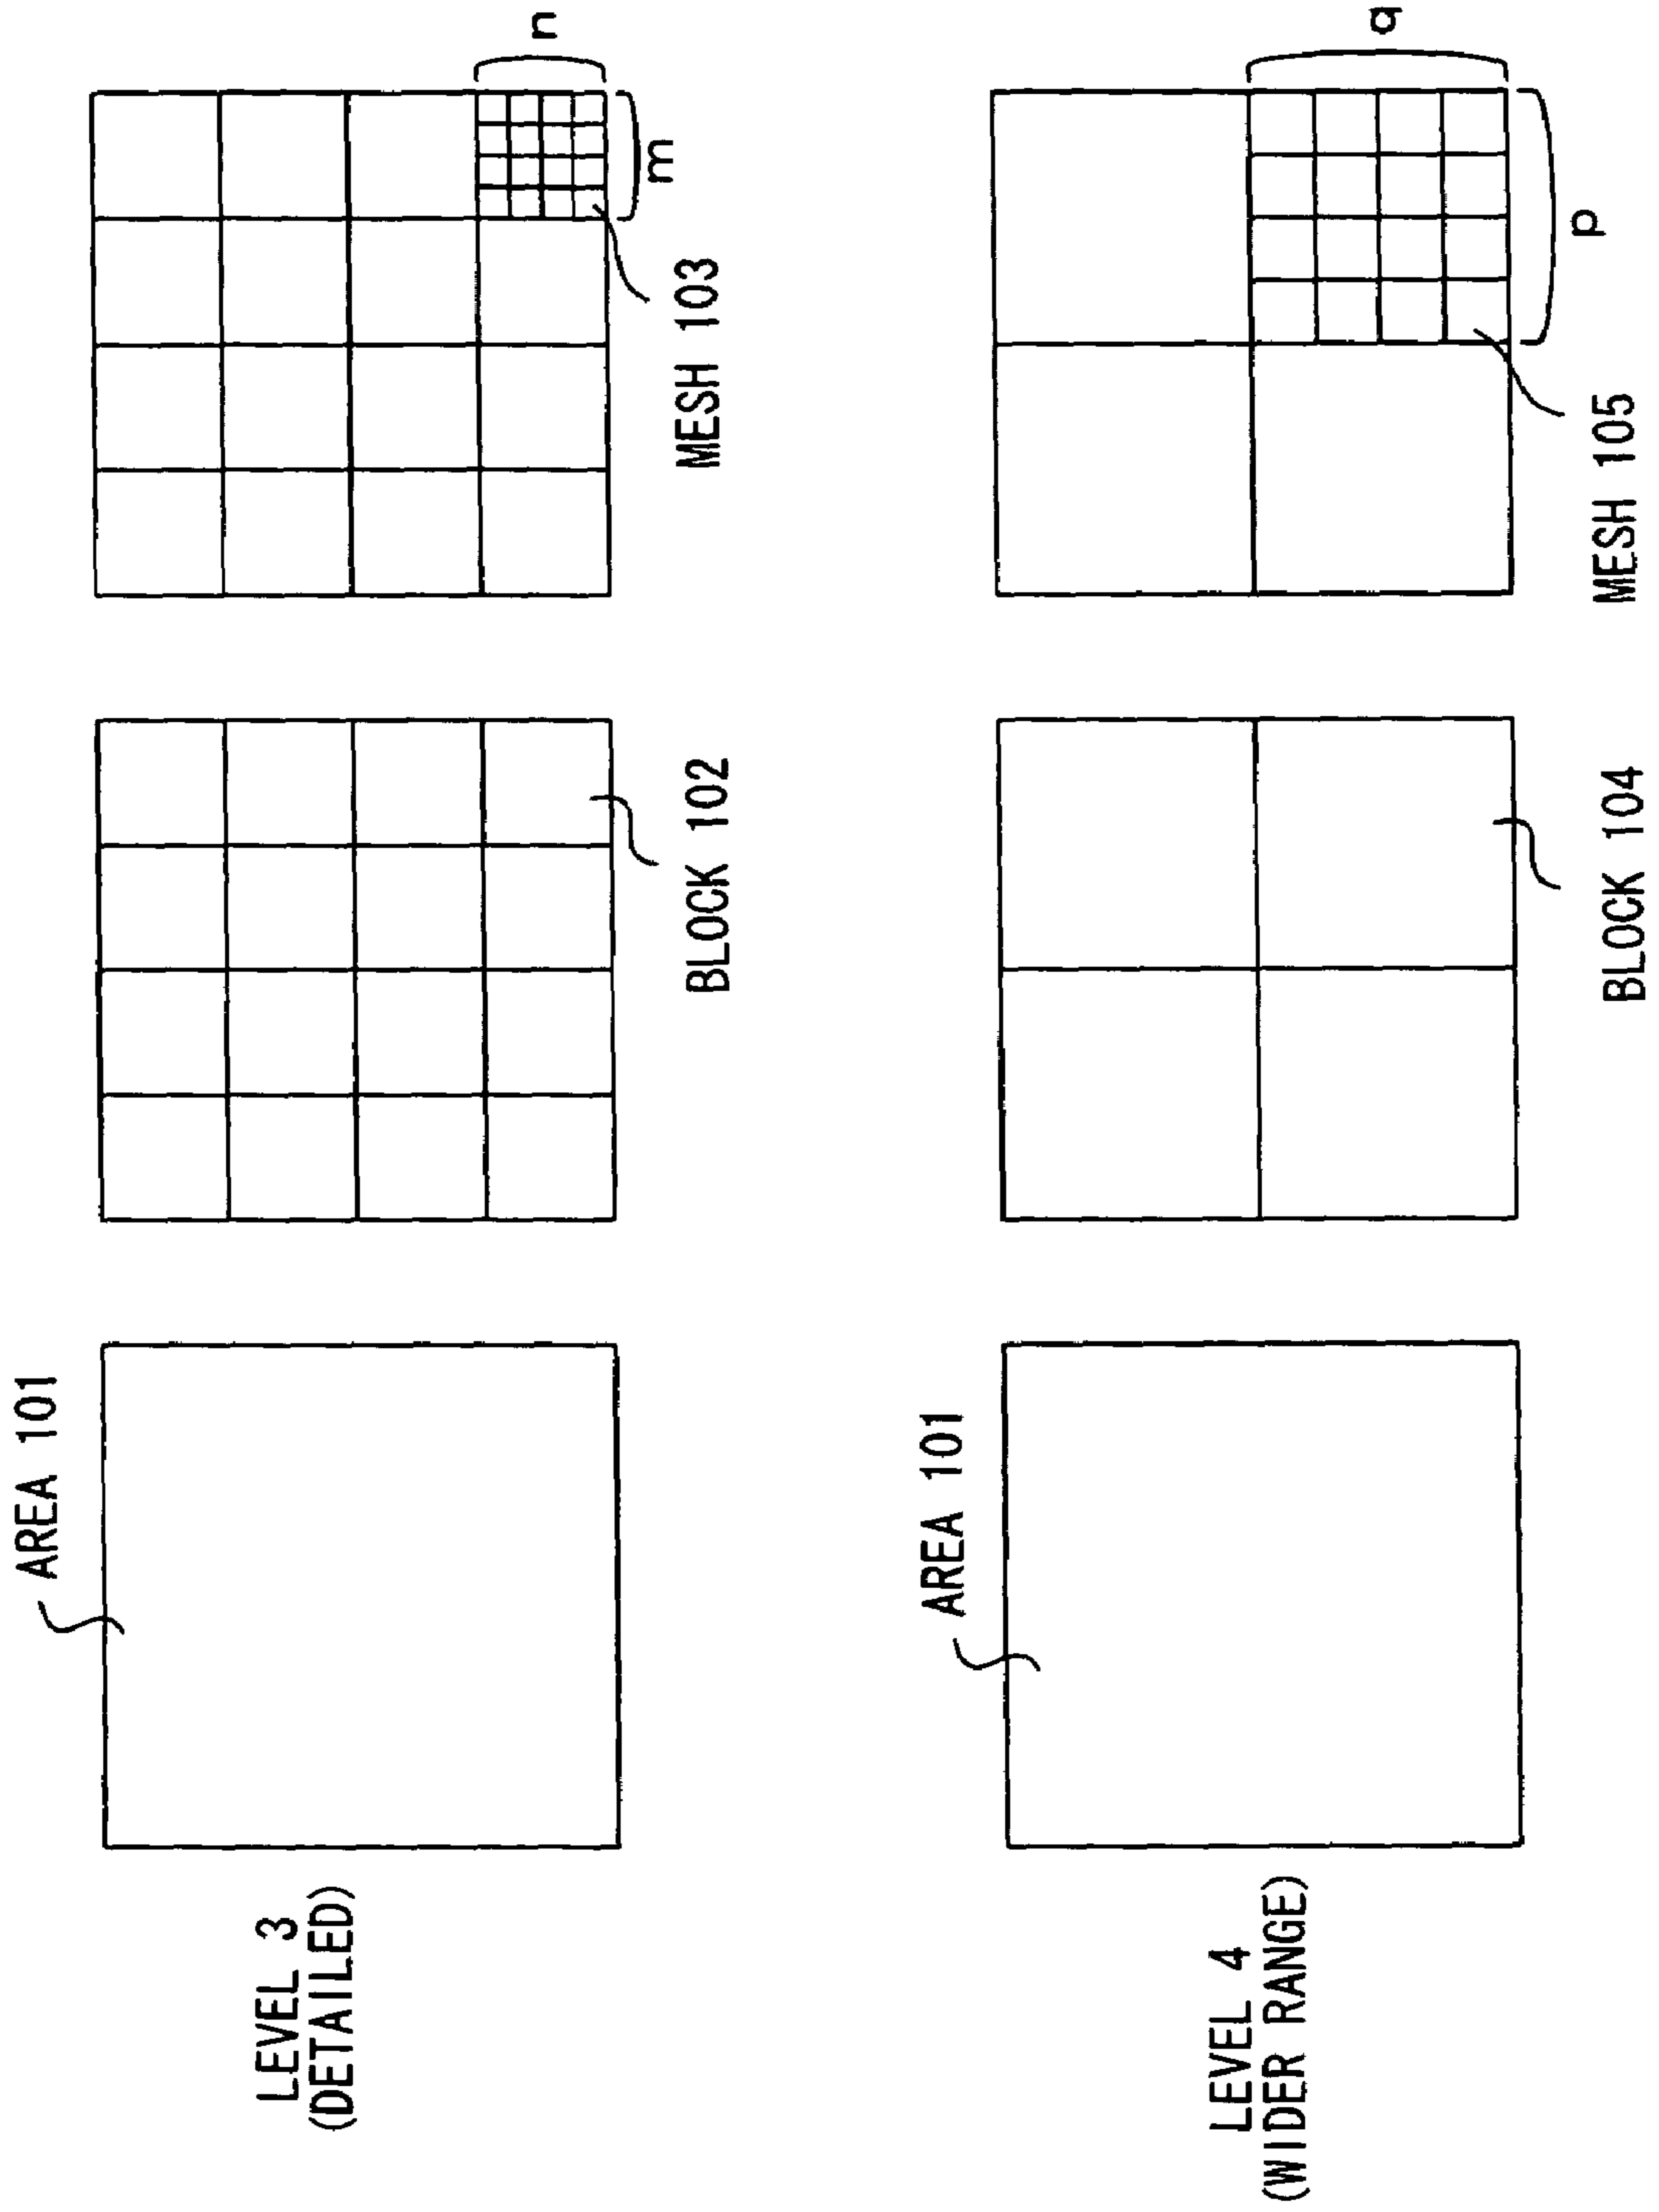 AREA 101
LEVEL 3
(DETAILED)
BLOCK 102
MESH 103
m
n
AREA 101
LEVEL 4
(WIDER RANGE)
BLOCK 104
MESH 105
p
q